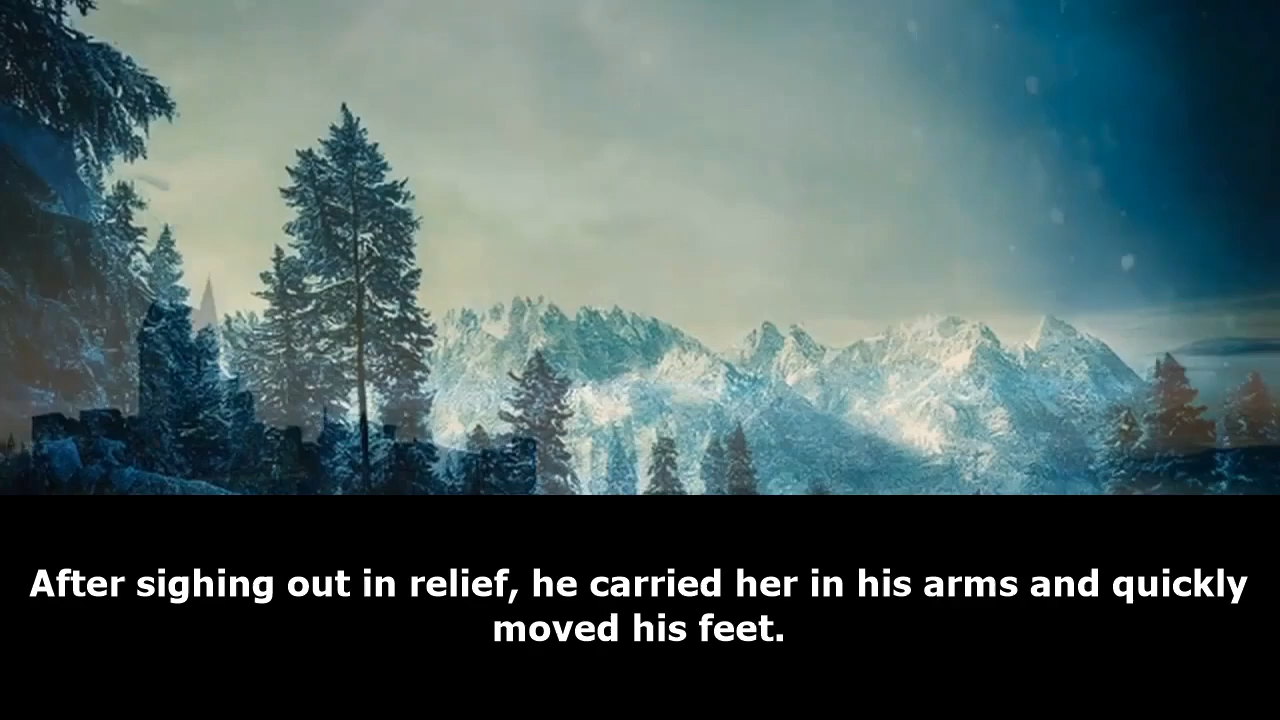 After sighing out in relief, he carried her in his arms and quickly
moved his feet.